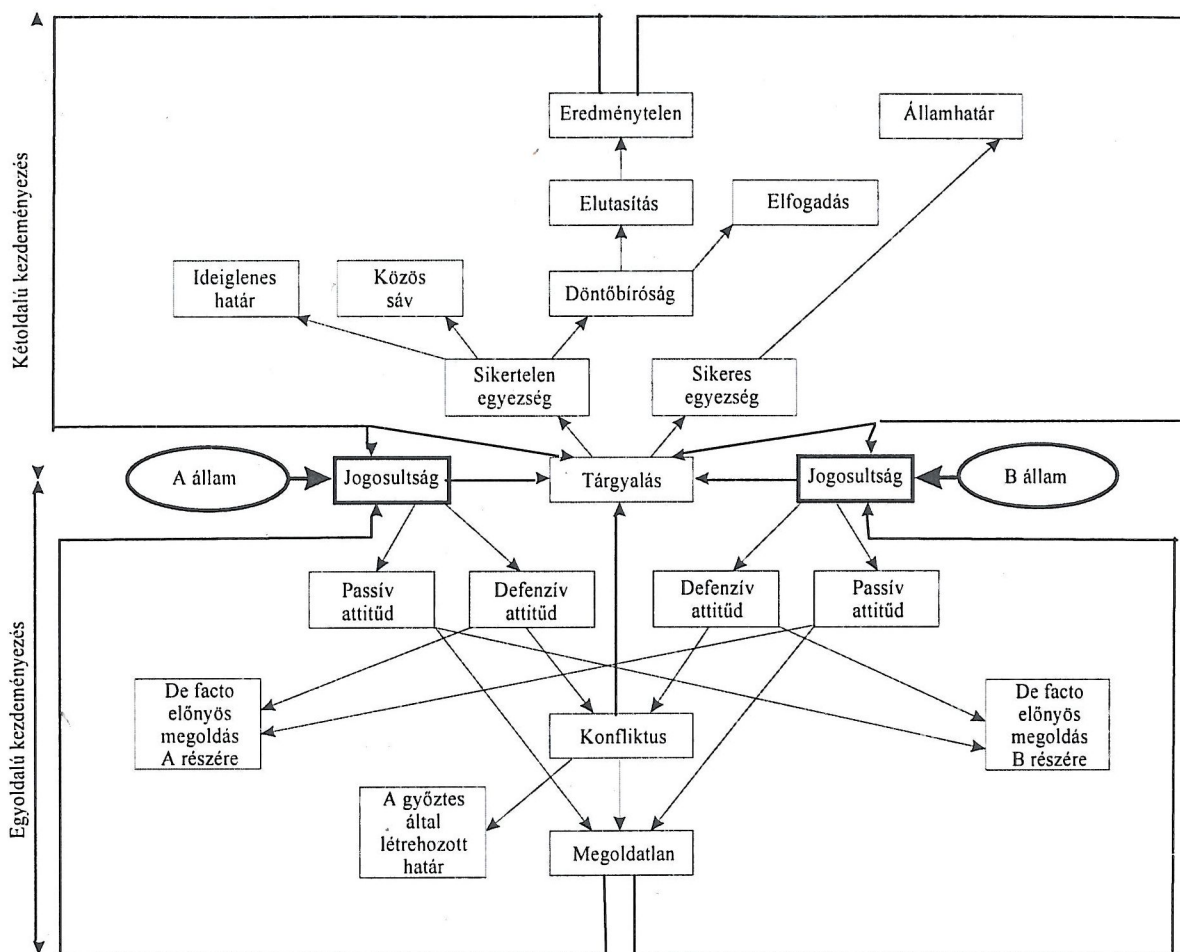 Kétoldalú kezdeményezés
Eredménytelen
Államhatár
Elutasítás
Elfogadás
Ideiglenes
határ
Közös
sáv
Döntőbíróság
Sikertelen
egyezség
Sikeres
egyezség
A állam
Jogosultság
Tárgyalás
Jogosultság
B állam
Egyoldalú kezdeményezés
Passív
attitűd
Defenzív
attitűd
Defenzív
attitűd
Passív
attitűd
De facto
előnyös
megoldás
A részére
Konfliktus
De facto
előnyös
megoldás
B részére
A győztes
által
létrehozott
határ
Megoldatlan